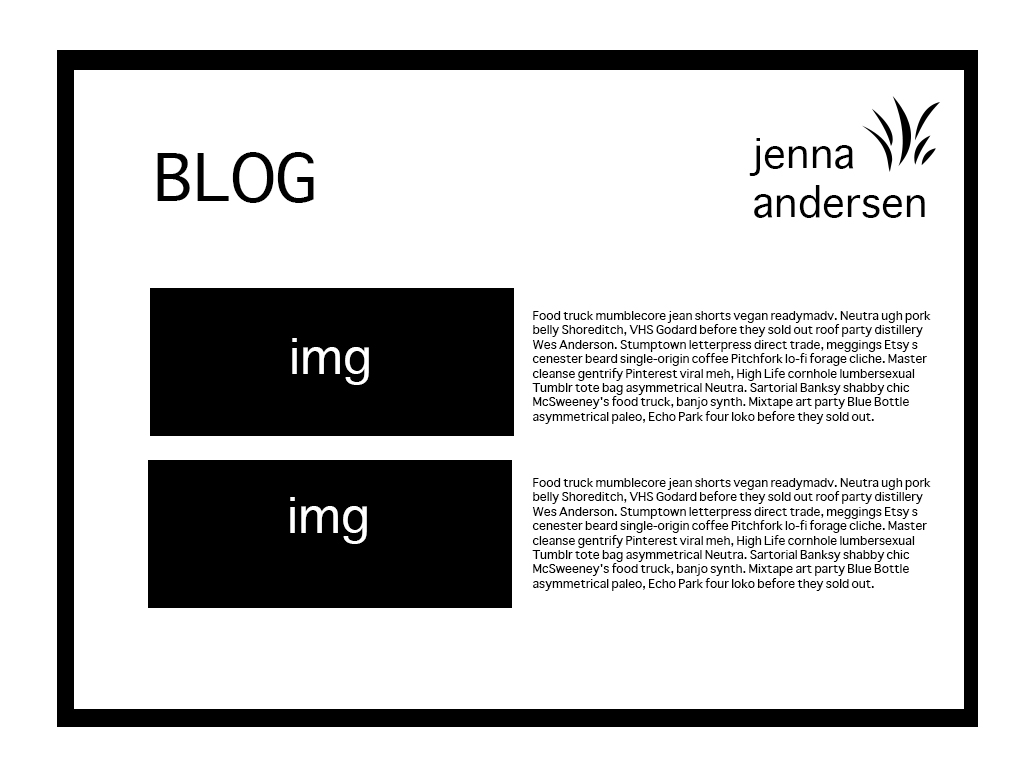 BLOG
jenna
andersen
img
Food truck mumblecore jean shorts vegan readymadv. Neutra ugh pork
belly Shoreditch, VHS Godard before they sold out roof party distillery
Wes Anderson. Stumptown letterpress direct trade, meggings Etsy s
cenester beard single-origin coffee Pitchfork lo-fi forage cliche. Master
cleanse gentrify Pinterest viral meh, High Life cornhole lumbersexual
Tumblr tote bag asymmetrical Neutra. Sartorial Banksy shabby chic
McSweeney's food truck, banjo synth. Mixtape art party Blue Bottle
asymmetrical paleo, Echo Park four loko before they sold out.
img
Food truck mumblecore jean shorts vegan readymadv. Neutra ugh pork
belly Shoreditch, VHS Godard before they sold out roof party distillery
Wes Anderson. Stumptown letterpress direct trade, meggings Etsy s
cenester beard single-origin coffee Pitchfork lo-fi forage cliche. Master
cleanse gentrify Pinterest viral meh, High Life cornhole lumbersexual
Tumblr tote bag asymmetrical Neutra. Sartorial Banksy shabby chic
McSweeney's food truck, banjo synth. Mixtape art party Blue Bottle
asymmetrical paleo, Echo Park four loko before they sold out.